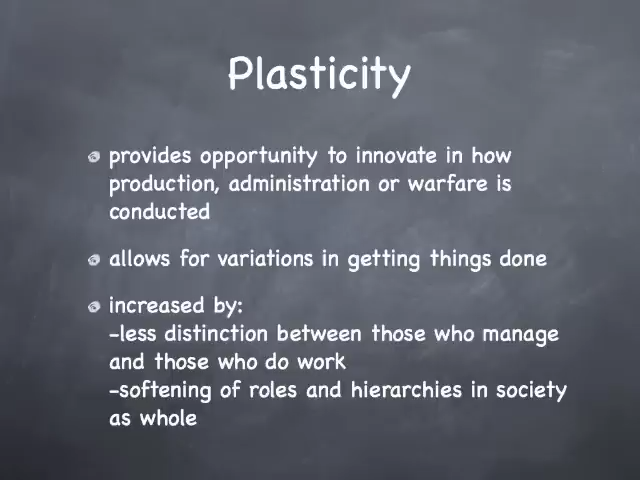 Plasticity
provides opportunity to innovate in how
production, administration or warfare is
conducted
allows for variations in getting things done
increased by:
-less distinction between those who manage
and those who do work
-softening of roles and hierarchies in society
as whole